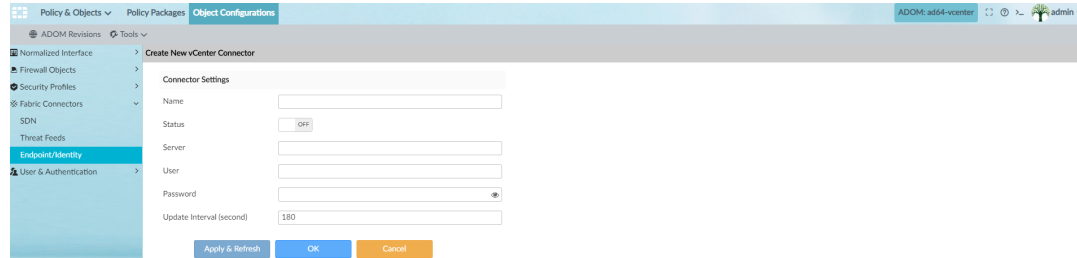 Policy & Objects Policy Packages Object Configurations ADOM: ad64-vcenter admin
ADOM Revisions Tools
Normalized Interface
Create New vCenter Connector
Firewall Objects
Security Profiles
Fabric Connectors
SDN
Threat Feeds
Endpoint/Identity
User & Authentication
Connector Settings
Name
Status OFF
Server
User
Password
Update Interval (second) 180
Apply & Refresh OK Cancel